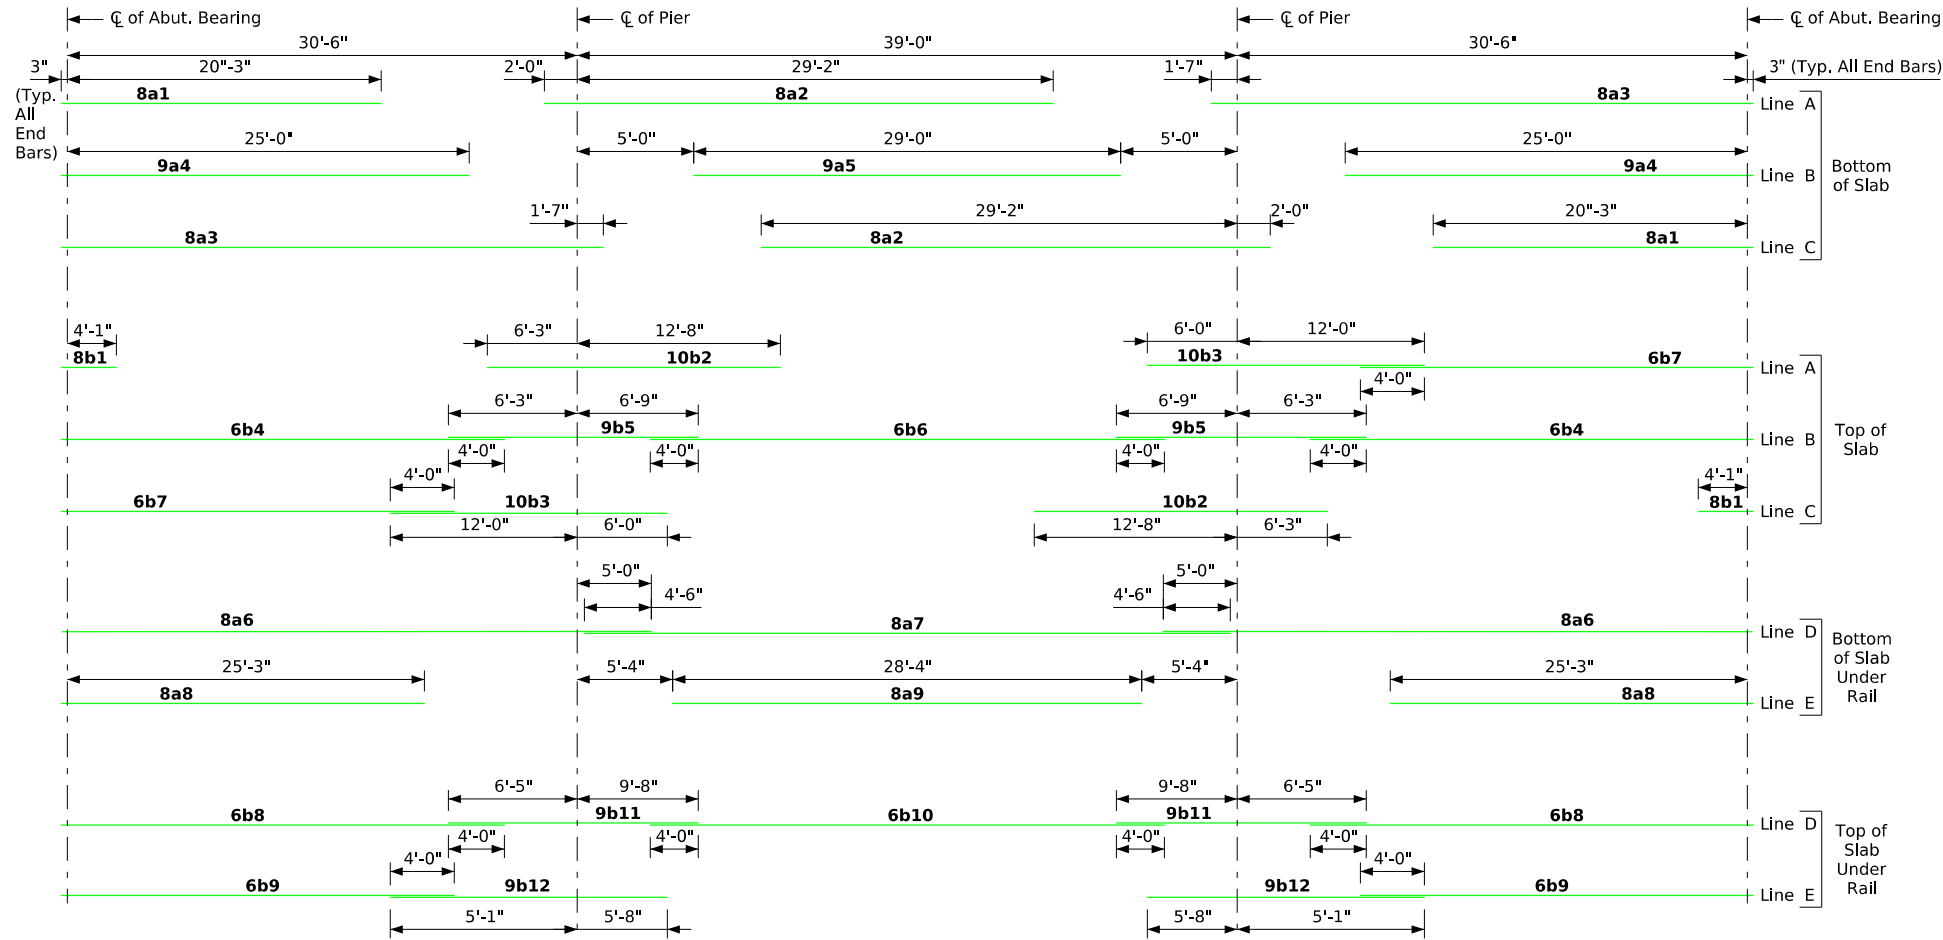 ℄ of Abut. Bearing ℄ of Pier ℄ of Pier ℄ of Abut. Bearing
30'-6" 39'-0" 30'-6"
3" 20"-3" 2'-0" 29'-2" 1'-7" 3" (Typ. All End Bars)
(Typ.
All
End
Bars)
8a1 8a2 8a3 Line A
25'-0" 5'-0" 29'-0" 5'-0" 25'-0"
9a4 9a5 9a4 Line B
Bottom
of Slab
1'-7" 29'-2" 2'-0" 20"-3"
8a3 8a2 8a1 Line C
4'-1" 6'-3" 12'-8" 6'-0" 12'-0"
8b1 10b2 10b3 6b7 Line A
4'-0"
6'-3" 6'-9" 6'-9" 6'-3"
6b4 9b5 6b6 9b5 6b4 Line B
Top of
Slab
4'-0" 4'-0" 4'-0" 4'-0"
4'-0" 4'-1"
6b7 10b3 10b2 8b1 Line C
12'-0" 6'-0" 12'-8" 6'-3"
5'-0" 5'-0"
4'-6" 4'-6"
8a6 8a7 8a6 Line D
Bottom
of Slab
Under
Rail
25'-3" 5'-4" 28'-4" 5'-4" 25'-3"
8a8 8a9 8a8 Line E
6'-5" 9'-8" 9'-8" 6'-5"
6b8 9b11 6b10 9b11 6b8 Line D
Top of
Slab
Under
Rail
4'-0" 4'-0" 4'-0" 4'-0"
4'-0" 4'-0"
6b9 9b12 9b12 6b9 Line E
5'-1" 5'-8" 5'-8" 5'-1"